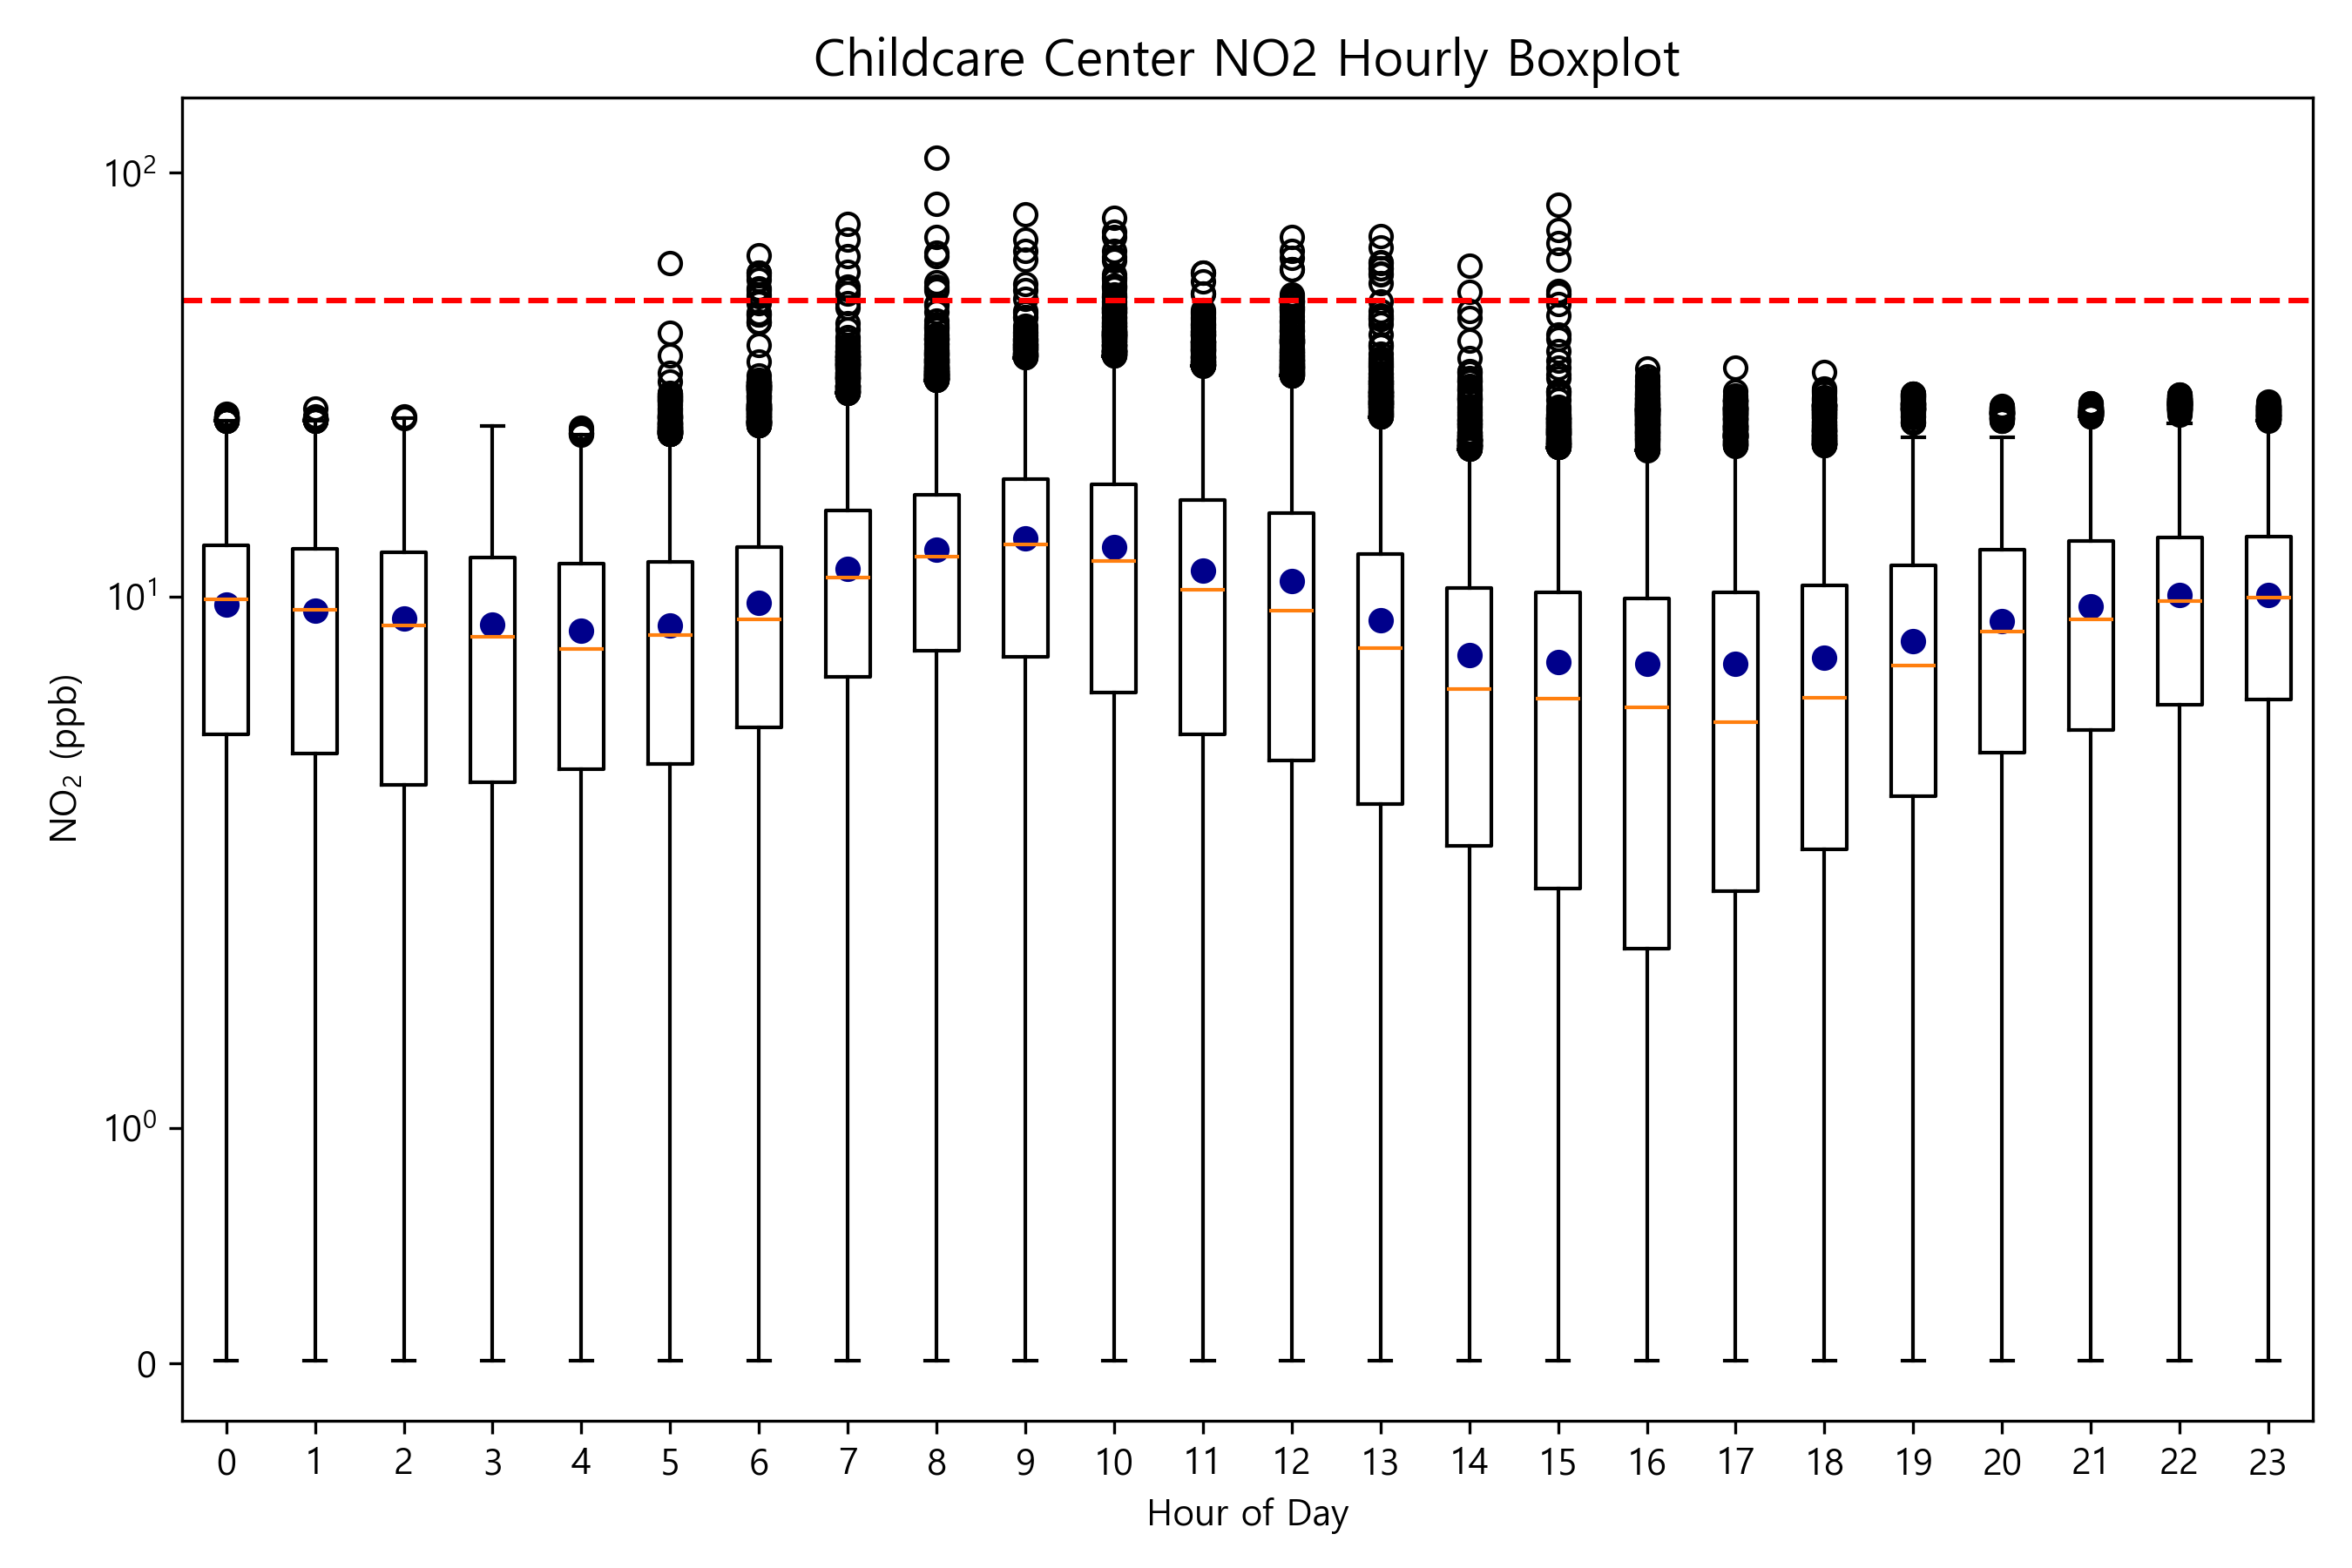 Childcare Center NO2 Hourly Boxplot
NO₂ (ppb)
10²
10¹
10⁰
0
0 1 2 3 4 5 6 7 8 9 10 11 12 13 14 15 16 17 18 19 20 21 22 23
Hour of Day